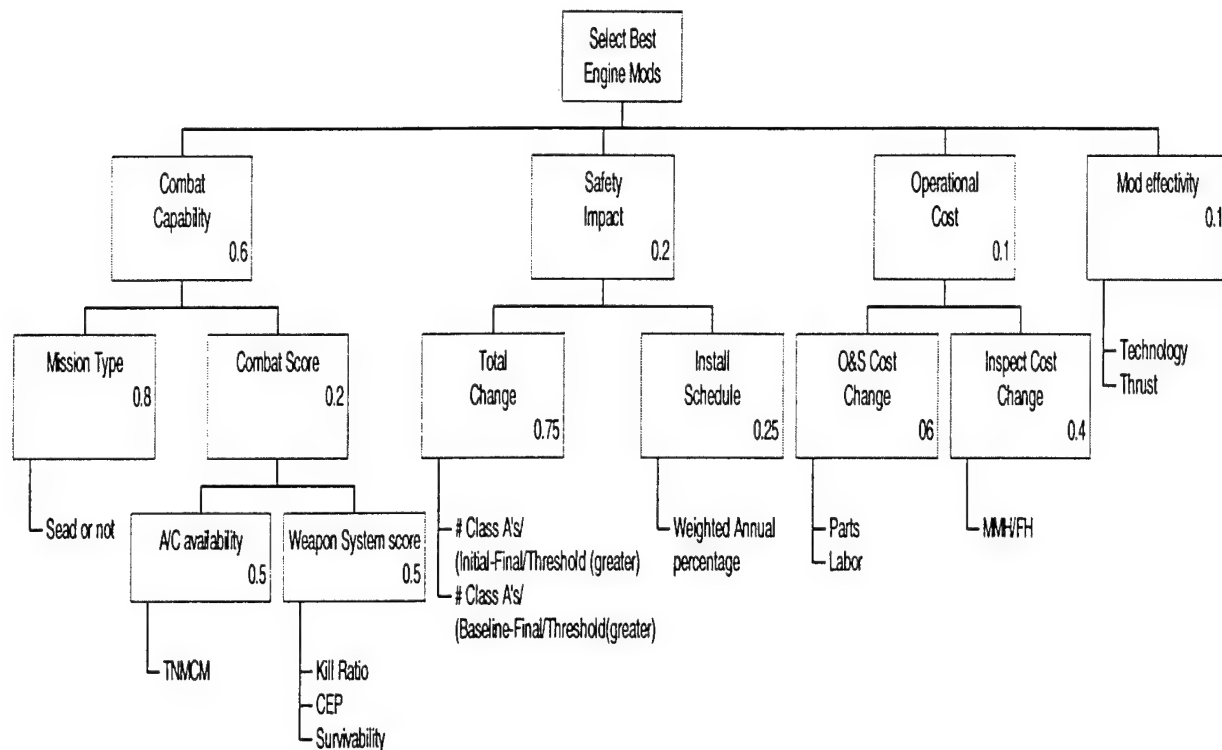 Select Best
Engine Mods
Combat
Capability
0.6
Safety
Impact
0.2
Operational
Cost
0.1
Mod effectivity
0.1
Mission Type
0.8
Combat Score
0.2
Total
Change
0.75
Install
Schedule
0.25
O&S Cost
Change
06
Inspect Cost
Change
0.4
Technology
Thrust
Sead or not
A/C availability
0.5
Weapon System score
0.5
# Class A's/
(Initial-Final/Threshold (greater)
# Class A's/
(Baseline-Final/Threshold(greater)
Weighted Annual
percentage
Parts
Labor
MMH/FH
TNMCM
Kill Ratio
CEP
Survivability